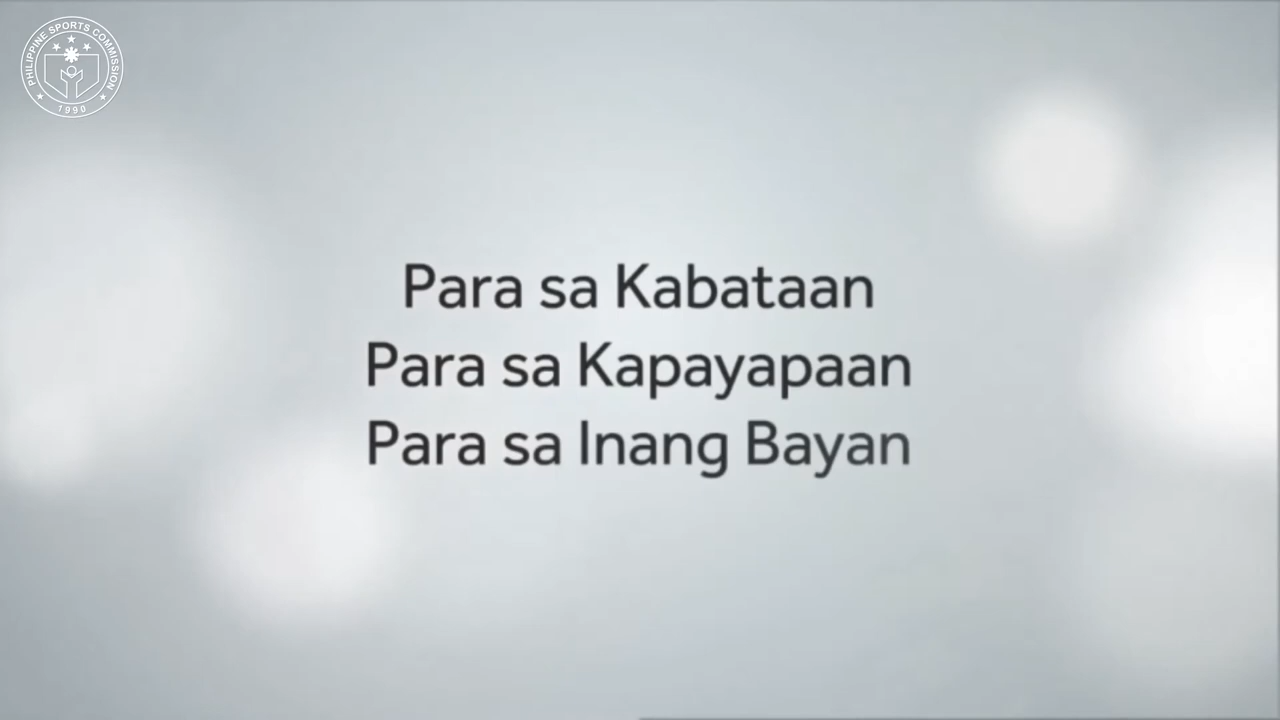 PHILIPPINE SPORTS COMMISSION
1990
Para sa Kabataan
Para sa Kapayapaan
Para sa Inang Bayan